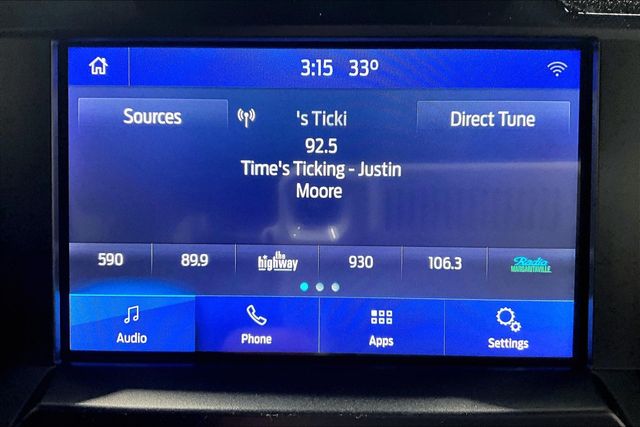 3:15 33°
Sources
's Ticki
Direct Tune
92.5
Time's Ticking - Justin
Moore
590
89.9
the
highway
930
106.3
Radio
MARGARITAVILLE
Audio
Phone
Apps
Settings